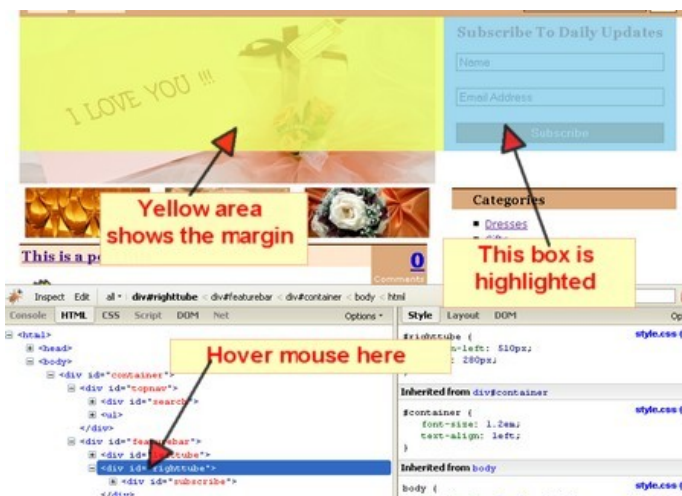 Subscribe To Daily Updates
Name
I LOVE YOU !!!
Email Address
Subscribe
Yellow area
shows the margin
Categories
Dresses
This is a po
0
Comments
This box is
highlighted
Inspect Edit all div#righttube < div#featurebar < div#container < body < html
Console HTML CSS Script DOM Net Options
Style Layout DOM Op
Hover mouse here
<html>
<head>
<body>
<div id="container">
<div id="topnav">
<div id="search">
<ul>
</div>
<div id="featurebar">
<div id="righttube">
<div id="subscribe">
</div>
#righttube { style.css (
n-left: 510px;
280px;
}
Inherited from div#container
#container { style.css (
font-size: 1.2em;
text-align: left;
}
Inherited from body
body { style.css (